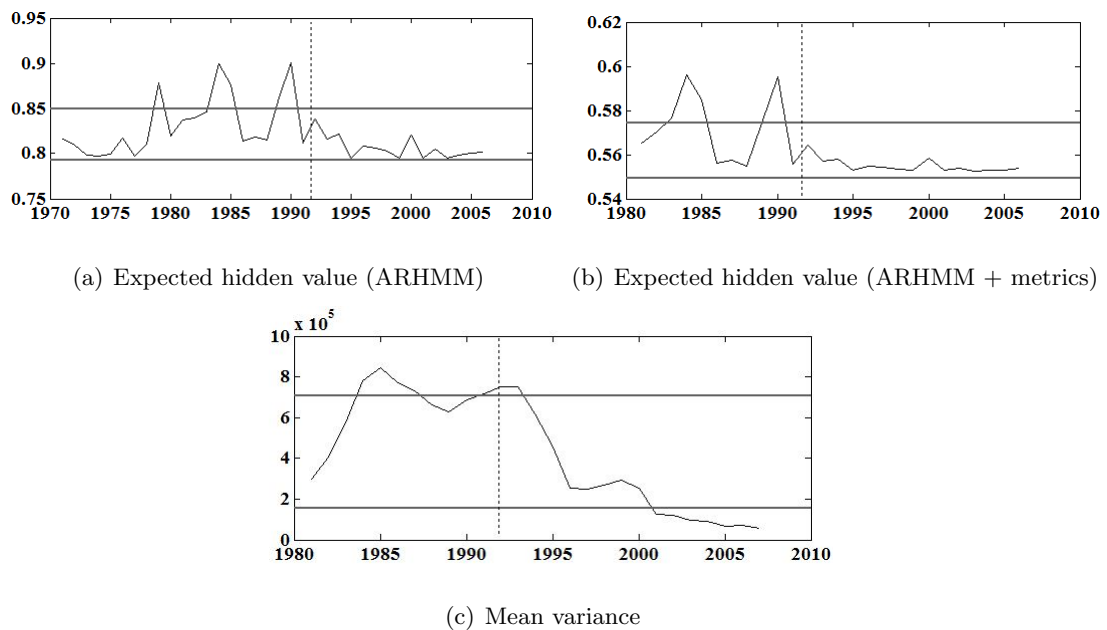 0.95
0.9
0.85
0.8
0.75
1970 1975 1980 1985 1990 1995 2000 2005 2010
(a) Expected hidden value (ARHMM)
0.62
0.6
0.58
0.56
0.54
1980 1985 1990 1995 2000 2005 2010
(b) Expected hidden value (ARHMM + metrics)
x 10^5
10
8
6
4
2
0
1980 1985 1990 1995 2000 2005 2010
(c) Mean variance